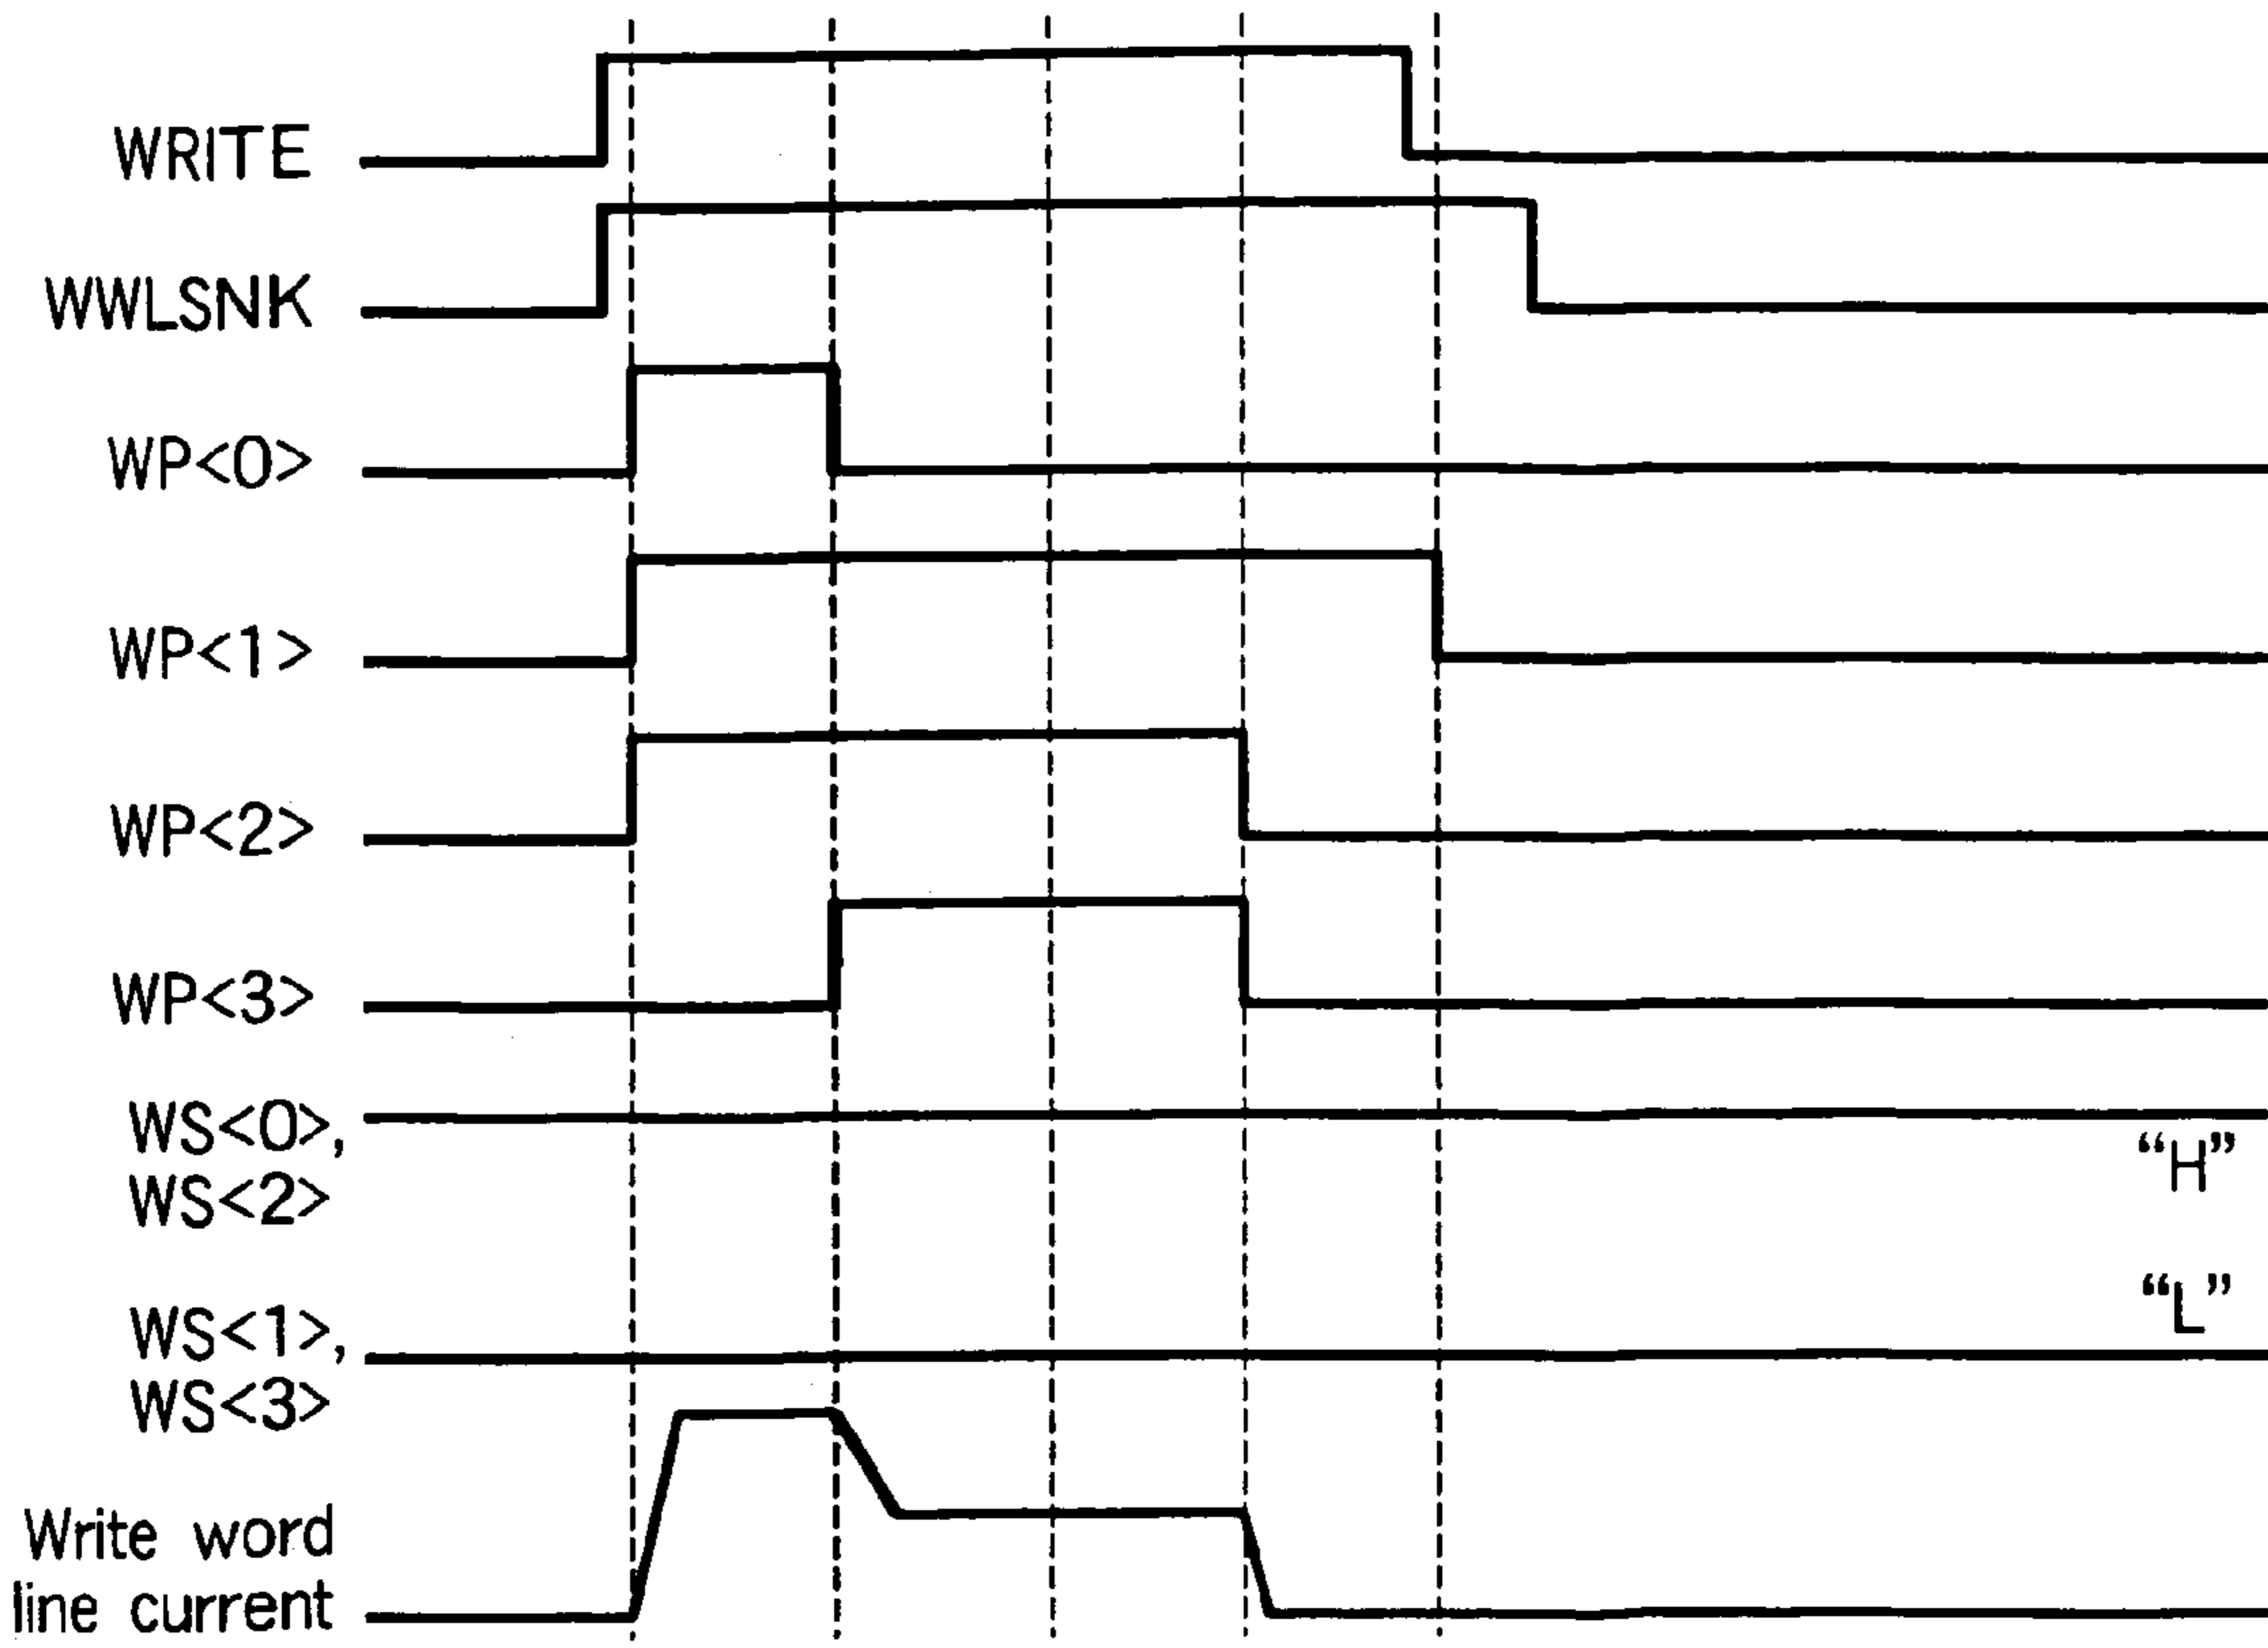 WRITE
WWLSNK
WP<0>
WP<1>
WP<2>
WP<3>
WS<0>,
WS<2>
“H”
WS<1>,
WS<3>
“L”
Write word
line current